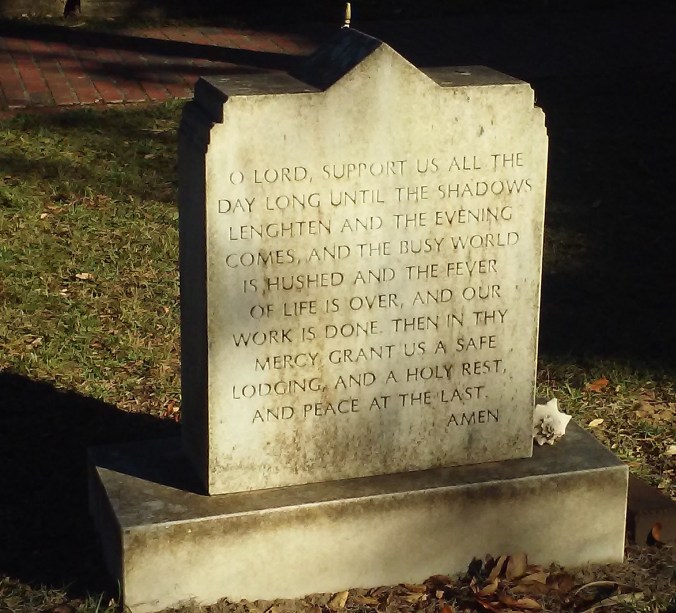 O LORD, SUPPORT US ALL THE
DAY LONG UNTIL THE SHADOWS
LENGHTEN AND THE EVENING
COMES, AND THE BUSY WORLD
IS HUSHED AND THE FEVER
OF LIFE IS OVER, AND OUR
WORK IS DONE. THEN IN THY
MERCY GRANT US A SAFE
LODGING, AND A HOLY REST,
AND PEACE AT THE LAST.
AMEN